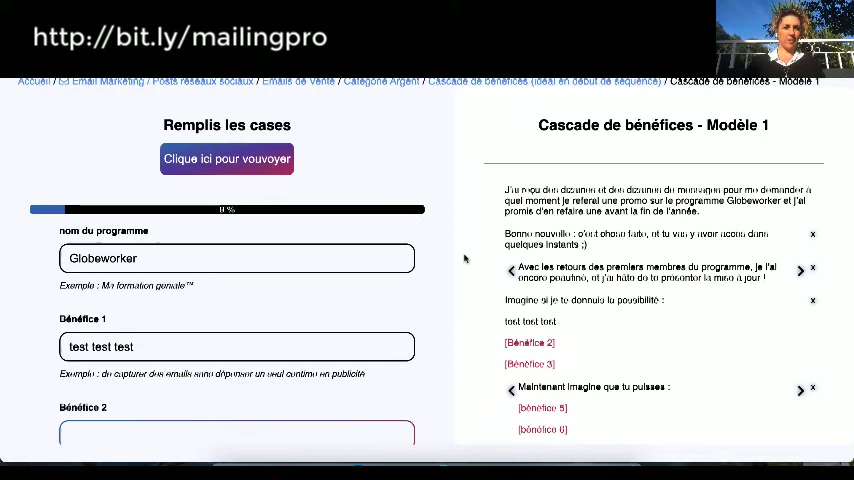 http://bit.ly/mailingpro
Accueil / Email Marketing / Posts réseaux sociaux / Emails de Vente / Catégorie Argent / Cascade de bénéfices (idéal en début de séquence) / Cascade de bénéfices - Modèle 1
Remplis les cases
Clique ici pour vouvoyer
9 %
nom du programme
Globeworker
Exemple : Ma formation géniale™
Bénéfice 1
test test test
Exemple : de capturer des emails sans dépenser un seul centime en publicité
Bénéfice 2
Cascade de bénéfices - Modèle 1
J'ai reçu des dizaines et des dizaines de messages pour me demander à
quel moment je referai une promo sur le programme Globeworker et j'ai
promis d'en refaire une avant la fin de l'année.
Bonne nouvelle : c'est chose faite, et tu vas y avoir accès dans x
quelques instants ;)
Avec les retours des premiers membres du programme, je l'ai x
encore peaufiné, et j'ai hâte de te présenter la mise à jour !
Imagine si je te donnais la possibilité : x
test test test
[Bénéfice 2]
[Bénéfice 3]
Maintenant imagine que tu puisses : x
[bénéfice 5]
[bénéfice 6]